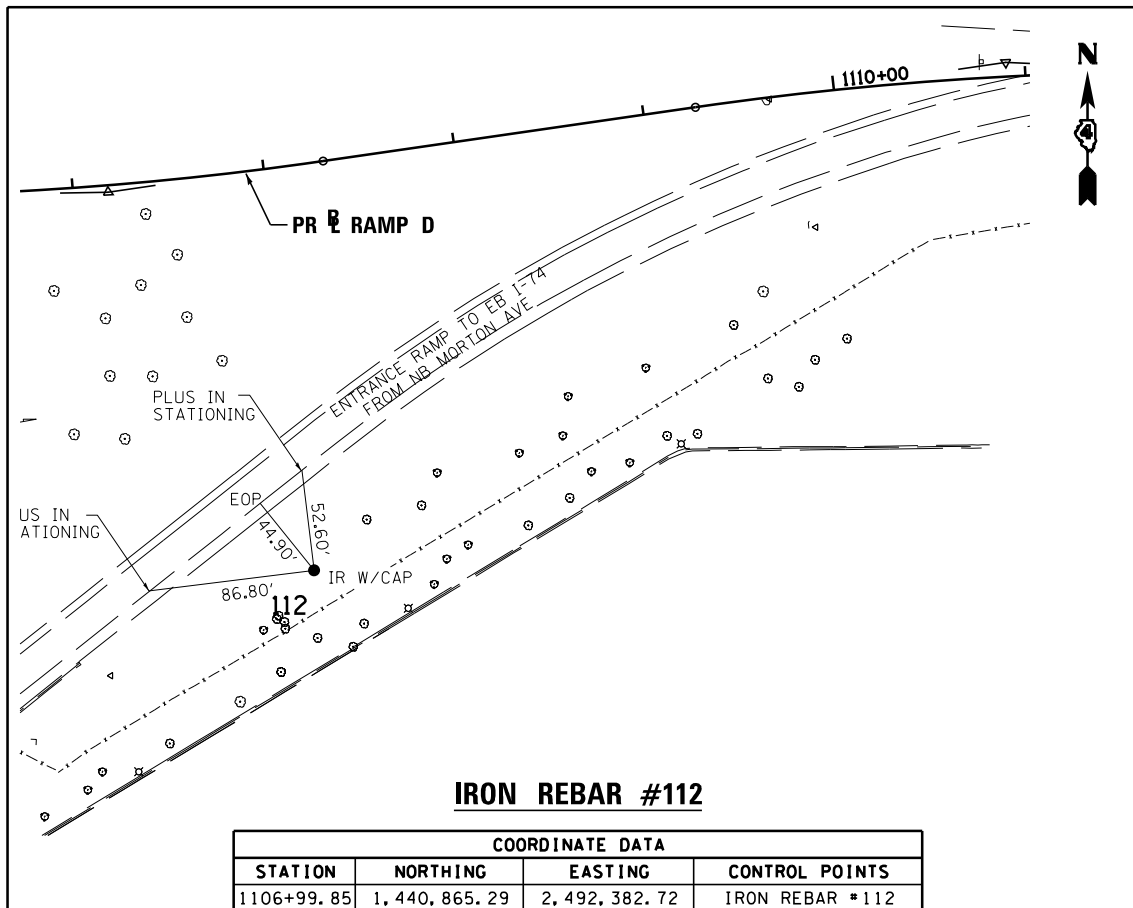 N
1110+00
4
PR BL RAMP D
ENTRANCE RAMP TO EB I-74
FROM NB MORTON AVE
PLUS IN
STATIONING
EOP
US IN
ATIONING
52.60'
44.90'
86.80'
IR W/CAP
112
IRON REBAR #112
COORDINATE DATA
STATION NORTHING EASTING CONTROL POINTS
1106+99.85 1,440,865.29 2,492,382.72 IRON REBAR #112